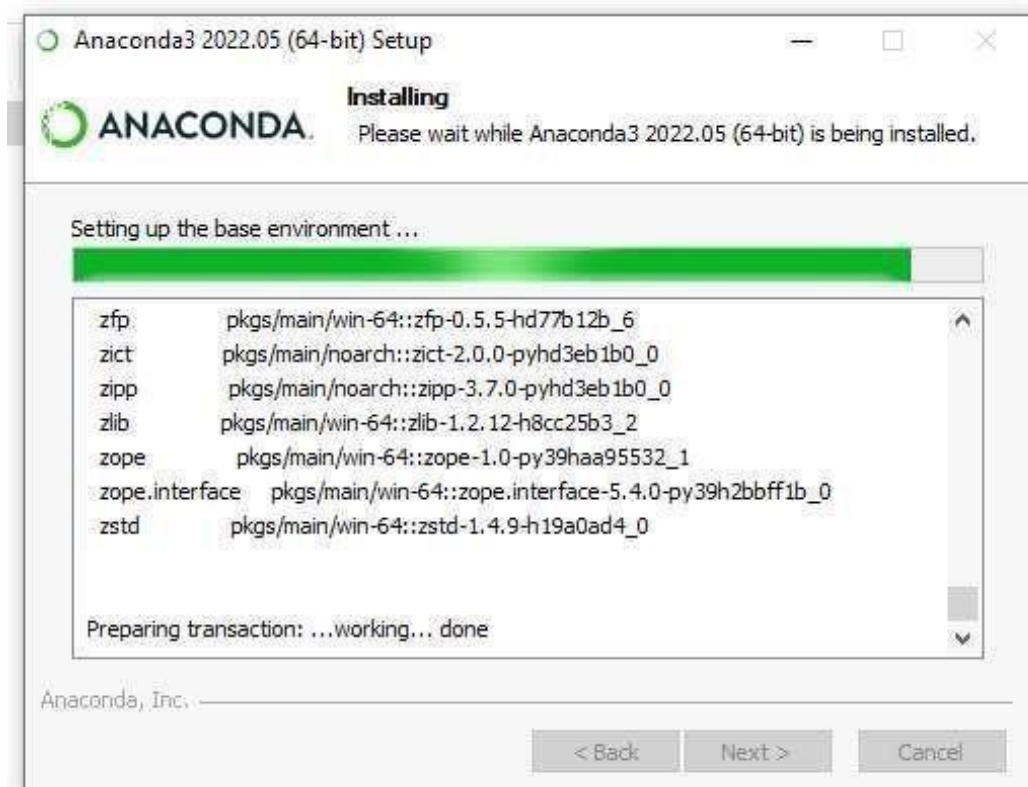 Anaconda3 2022.05 (64-bit) Setup
ANACONDA.
Installing
Please wait while Anaconda3 2022.05 (64-bit) is being installed.
Setting up the base environment ...
zfp pkgs/main/win-64::zfp-0.5.5-hd77b12b_6
zict pkgs/main/noarch::zict-2.0.0-pyhd3eb1b0_0
zipp pkgs/main/noarch::zipp-3.7.0-pyhd3eb1b0_0
zlib pkgs/main/win-64::zlib-1.2.12-h8cc25b3_2
zope pkgs/main/win-64::zope-1.0-py39haa95532_1
zope.interface pkgs/main/win-64::zope.interface-5.4.0-py39h2bbff1b_0
zstd pkgs/main/win-64::zstd-1.4.9-h19a0ad4_0
Preparing transaction: ...working... done
Anaconda, Inc.
< Back Next > Cancel